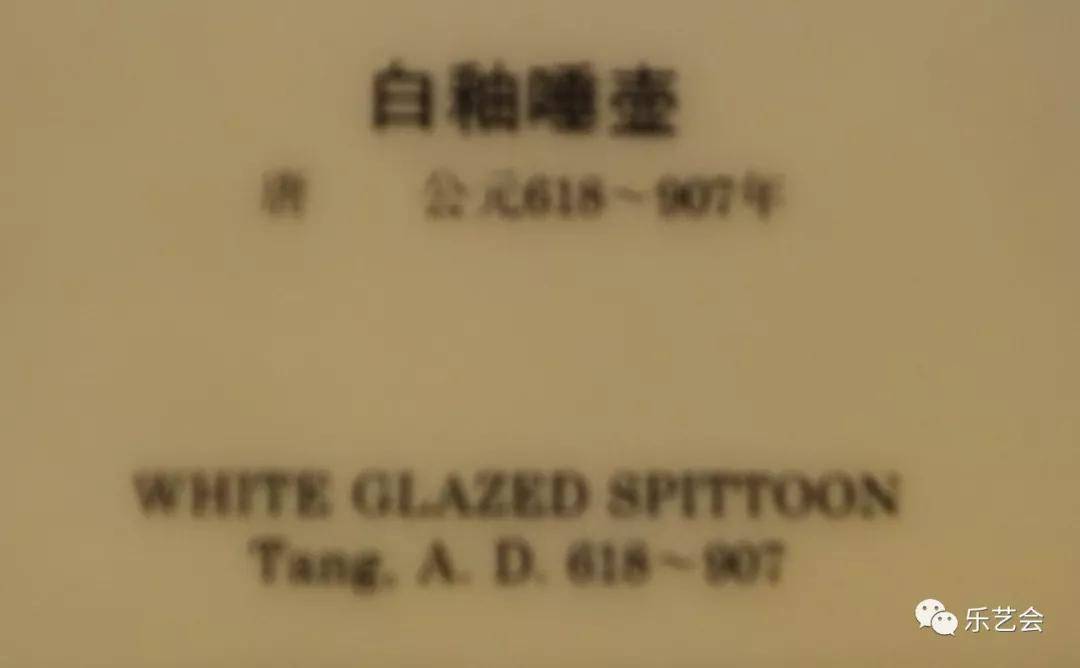 白釉唾壶
唐 公元618～907年
WHITE GLAZED SPITTOON
Tang, A. D. 618～907
乐艺会